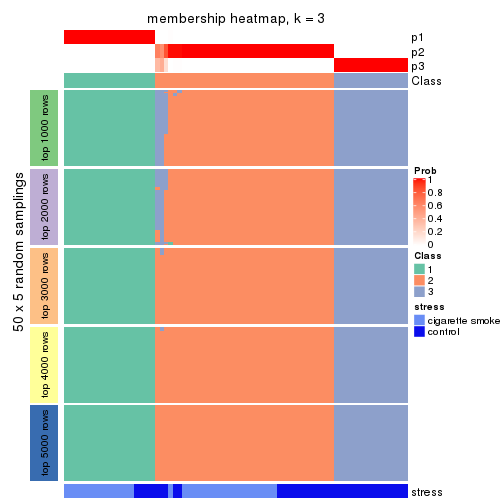 membership heatmap, k = 3
p1
p2
p3
Class
50 x 5 random samplings
top 1000 rows
top 2000 rows
top 3000 rows
top 4000 rows
top 5000 rows
stress
Prob
1
0.8
0.6
0.4
0.2
0
Class
1
2
3
stress
cigarette smoke
control